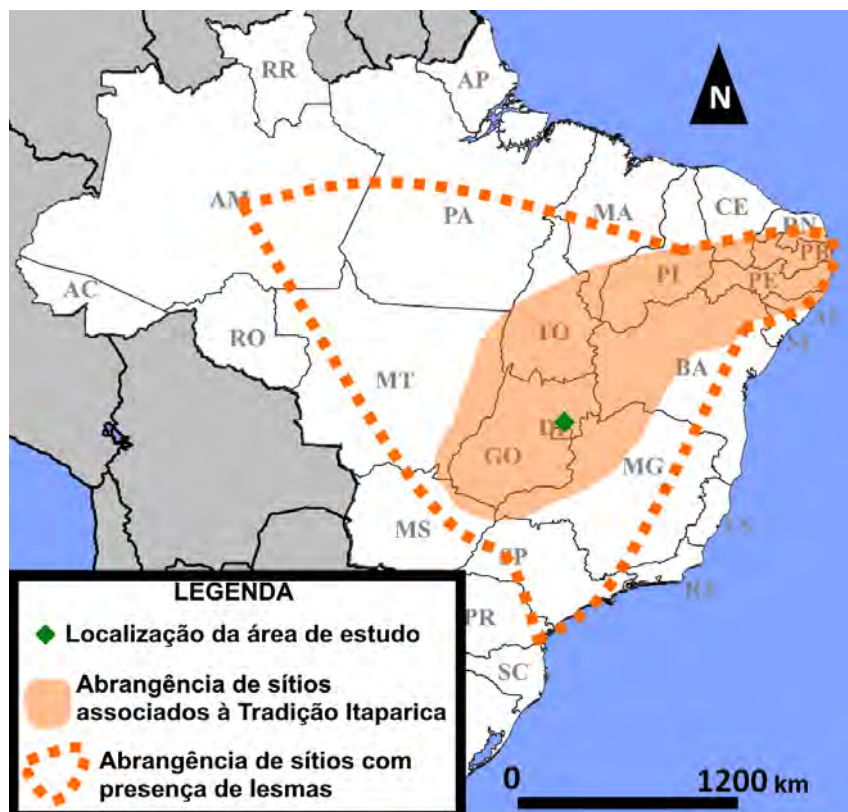 RR
AP
N
AM
PA
MA
CE
RN
PB
PI
PE
AC
TO
RO
BA
MT
D
GO
MG
MS
ES
SP
RJ
PR
SC
LEGENDA
Localização da área de estudo
Abrangência de sítios
associados à Tradição Itaparica
Abrangência de sítios com
presença de lesmas
0 1200 km